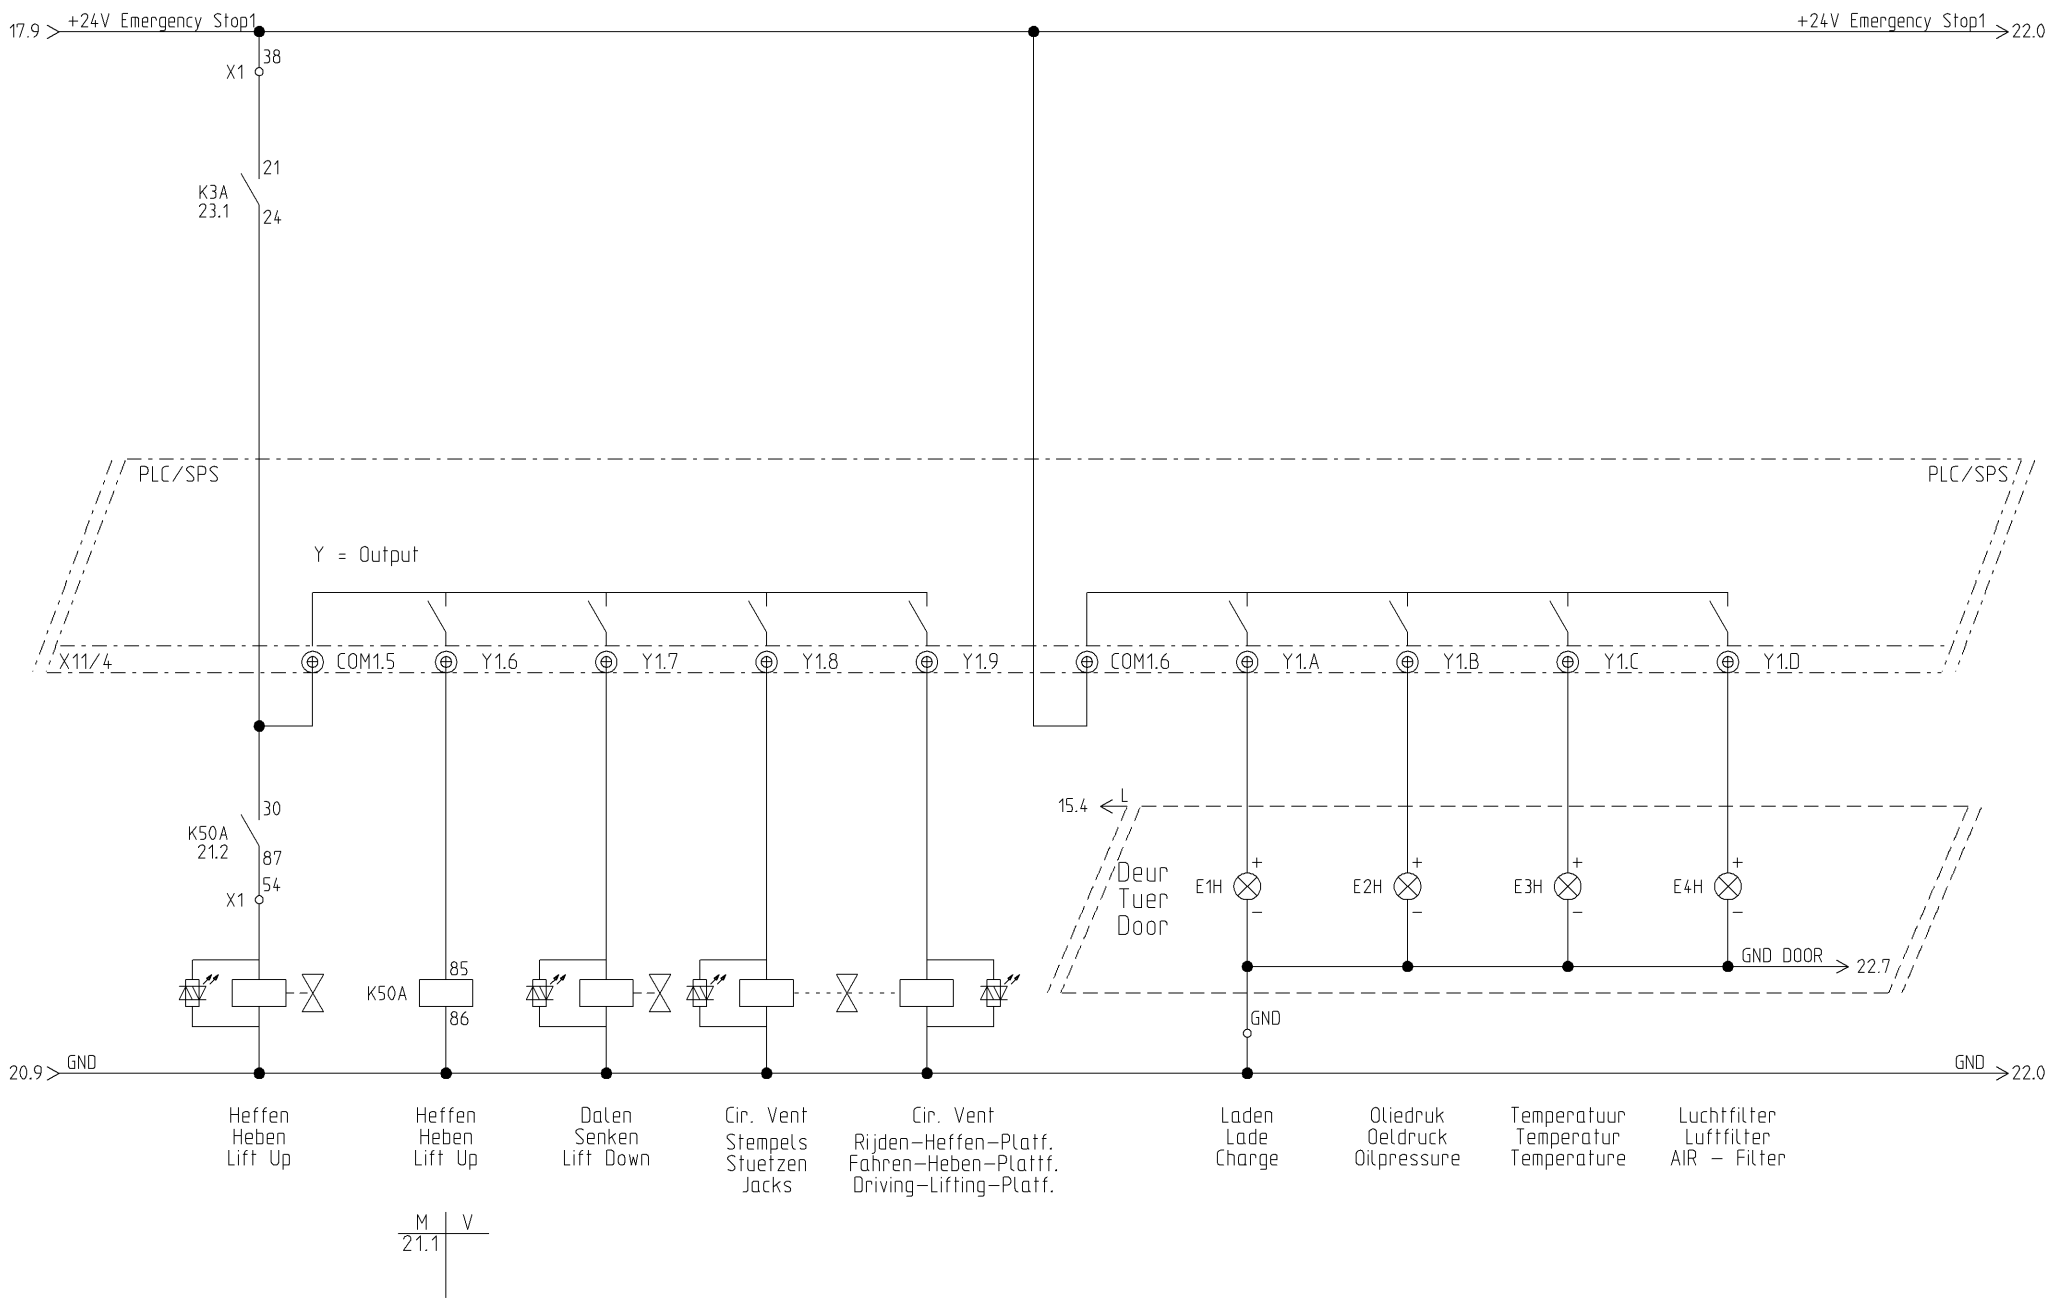 +24V Emergency Stop1
+24V Emergency Stop1
17.9
22.0
38
X1
21
K3A
23.1
24
PLC/SPS
PLC/SPS
Y = Output
X11/4
COM1.5
Y1.6
Y1.7
Y1.8
Y1.9
COM1.6
Y1.A
Y1.B
Y1.C
Y1.D
30
K50A
21.2
87
54
X1
15.4
L
Deur
Tuer
Door
E1H
+
-
E2H
+
-
E3H
+
-
E4H
+
-
GND DOOR
22.7
85
K50A
86
GND
GND
20.9
GND
22.0
Heffen
Heben
Lift Up
Heffen
Heben
Lift Up
Dalen
Senken
Lift Down
Cir. Vent
Stempels
Stuetzen
Jacks
Cir. Vent
Rijden-Heffen-Platf.
Fahren-Heben-Plattf.
Driving-Lifting-Platf.
Laden
Lade
Charge
Oliedruk
Oeldruck
Oilpressure
Temperatuur
Temperatur
Temperature
Luchtfilter
Luftfilter
AIR - Filter
M V
21.1